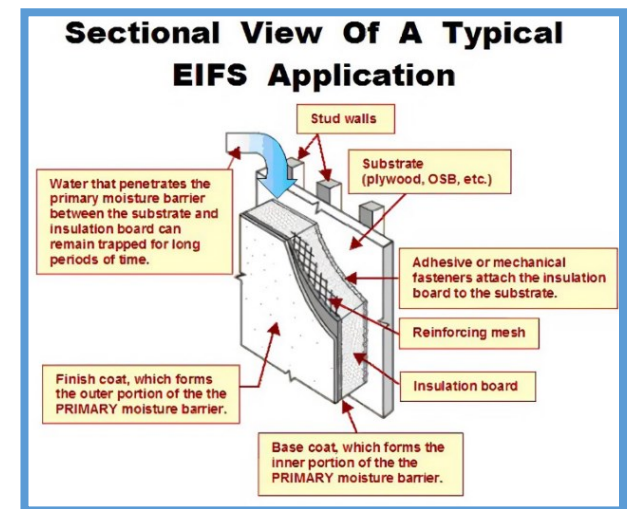 Sectional View Of A Typical
EIFS Application
Stud walls
Water that penetrates the
primary moisture barrier
between the substrate and
insulation board can
remain trapped for long
periods of time.
Substrate
(plywood, OSB, etc.)
Adhesive or mechanical
fasteners attach the insulation
board to the substrate.
Reinforcing mesh
Insulation board
Finish coat, which forms
the outer portion of the the
PRIMARY moisture barrier.
Base coat, which forms the
inner portion of the the
PRIMARY moisture barrier.